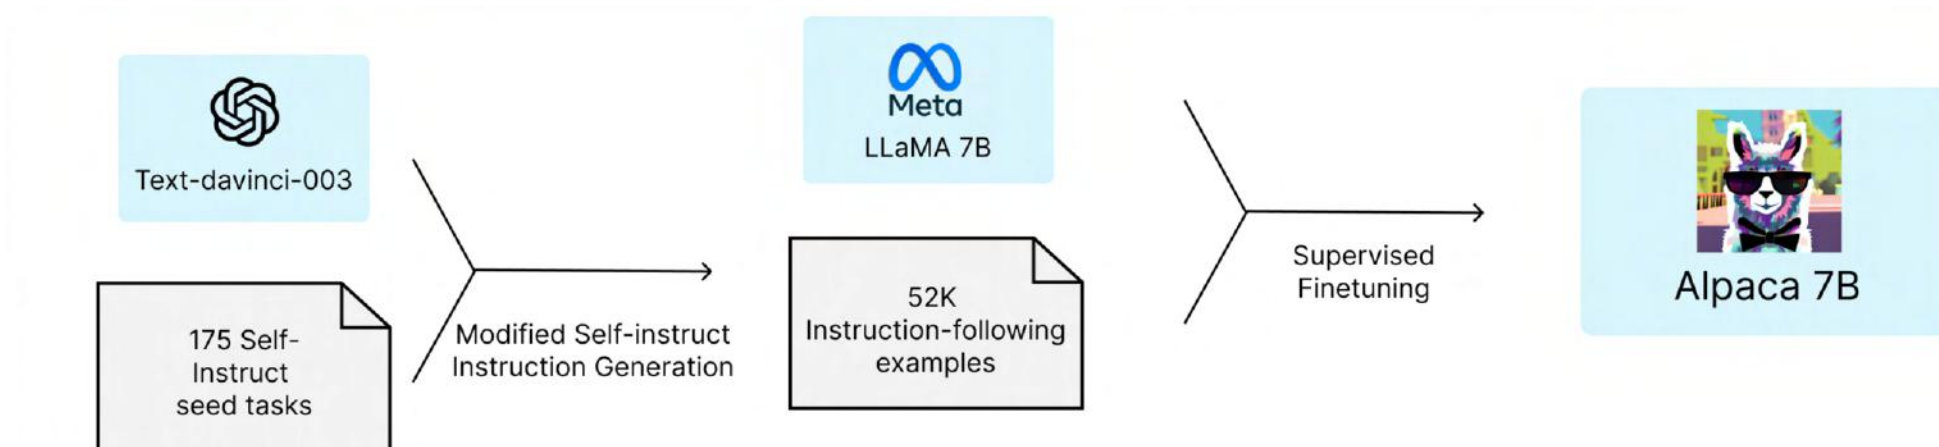 Text-davinci-003
175 Self-
Instruct
seed tasks
Modified Self-instruct
Instruction Generation
Meta
LLaMA 7B
52K
Instruction-following
examples
Supervised
Finetuning
Alpaca 7B